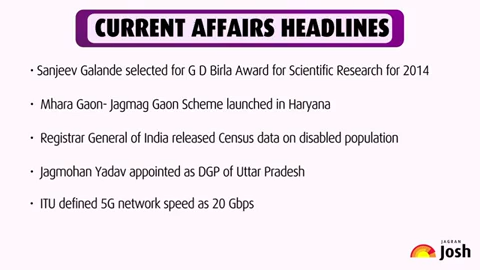 CURRENT AFFAIRS HEADLINES
• Sanjeev Galande selected for G D Birla Award for Scientific Research for 2014
• Mhara Gaon- Jagmag Gaon Scheme launched in Haryana
• Registrar General of India released Census data on disabled population
• Jagmohan Yadav appointed as DGP of Uttar Pradesh
• ITU defined 5G network speed as 20 Gbps
JAGRAN
Josh